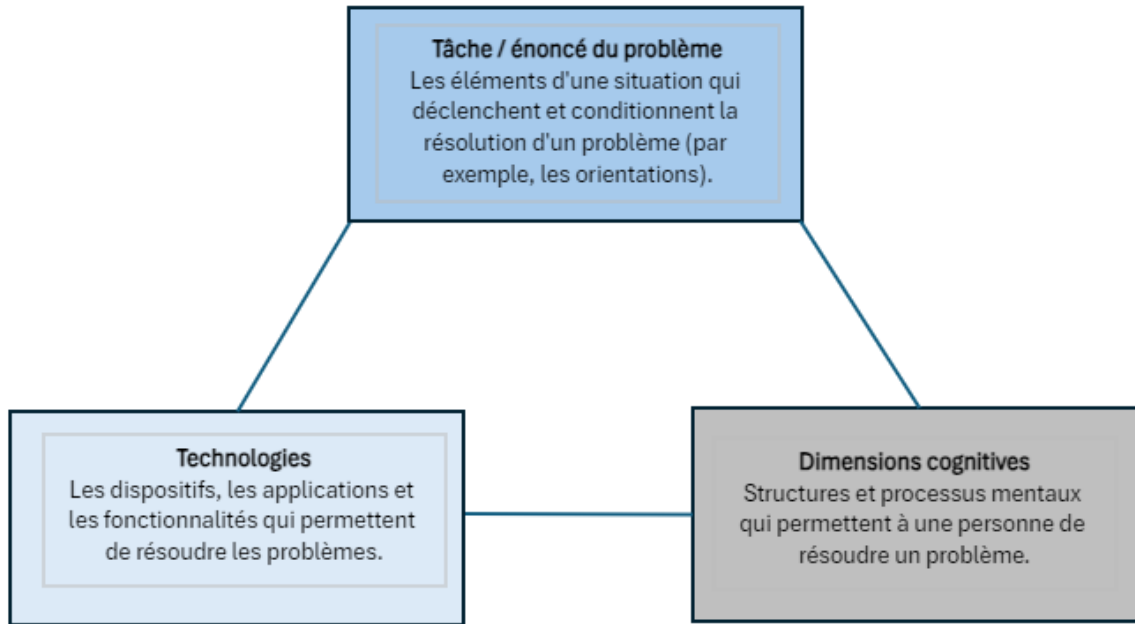 Tâche / énoncé du problème
Les éléments d'une situation qui
déclenchent et conditionnent la
résolution d'un problème (par
exemple, les orientations).
Technologies
Les dispositifs, les applications et
les fonctionnalités qui permettent
de résoudre les problèmes.
Dimensions cognitives
Structures et processus mentaux
qui permettent à une personne de
résoudre un problème.